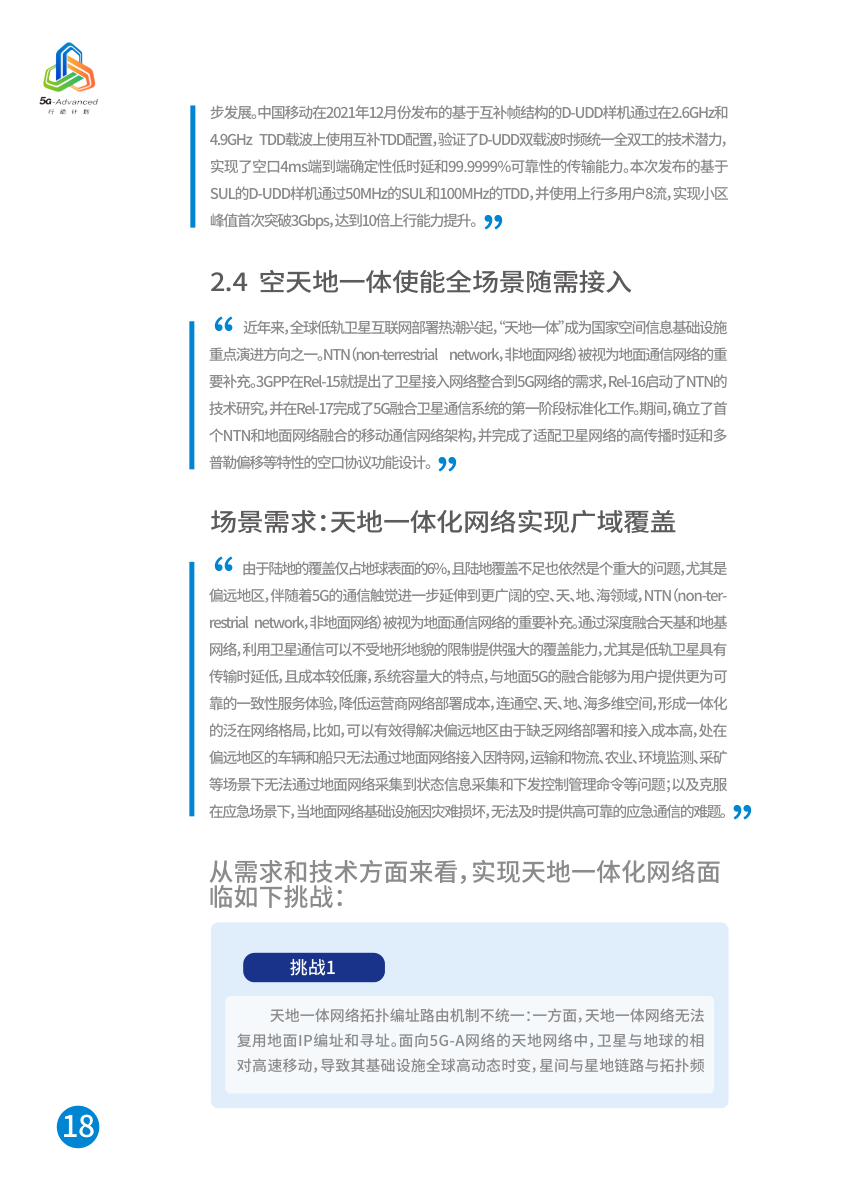 5G-Advanced
行动计划
步发展。中国移动在2021年12月份发布的基于互补帧结构的D-UDD样机通过在2.6GHz和
4.9GHz TDD载波上使用互补TDD配置，验证了D-UDD双载波时频统一全双工的技术潜力，
实现了空口4ms端到端确定性低时延和99.9999%可靠性的传输能力。本次发布的基于
SUL的D-UDD样机通过50MHz的SUL和100MHz的TDD，并使用上行多用户8流，实现小区
峰值首次突破3Gbps，达到10倍上行能力提升。”
2.4 空天地一体使能全场景随需接入
“ 近年来，全球低轨卫星互联网部署热潮兴起，“天地一体”成为国家空间信息基础设施
重点演进方向之一。NTN（non-terrestrial network，非地面网络）被视为地面通信网络的重
要补充。3GPP在Rel-15就提出了卫星接入网络整合到5G网络的需求，Rel-16启动了NTN的
技术研究，并在Rel-17完成了5G融合卫星通信系统的第一阶段标准化工作。期间，确立了首
个NTN和地面网络融合的移动通信网络架构，并完成了适配卫星网络的高传播时延和多
普勒偏移等特性的空口协议功能设计。”
场景需求：天地一体化网络实现广域覆盖
“ 由于陆地的覆盖仅占地球表面的6%，且陆地覆盖不足也依然是个重大的问题，尤其是
偏远地区，伴随着5G的通信触觉进一步延伸到更广阔的空、天、地、海领域，NTN（non-ter-
restrial network，非地面网络）被视为地面通信网络的重要补充。通过深度融合天基和地基
网络，利用卫星通信可以不受地形地貌的限制提供强大的覆盖能力，尤其是低轨卫星具有
传输时延低，且成本较低廉，系统容量大的特点，与地面5G的融合能够为用户提供更为可
靠的一致性服务体验，降低运营商网络部署成本，连通空、天、地、海多维空间，形成一体化
的泛在网络格局，比如，可以有效得解决偏远地区由于缺乏网络部署和接入成本高，处在
偏远地区的车辆和船只无法通过地面网络接入因特网，运输和物流、农业、环境监测、采矿
等场景下无法通过地面网络采集到状态信息采集和下发控制管理命令等问题；以及克服
在应急场景下，当地面网络基础设施因灾难损坏，无法及时提供高可靠的应急通信的难题。”
从需求和技术方面来看，实现天地一体化网络面
临如下挑战：
挑战1
天地一体网络拓扑编址路由机制不统一：一方面，天地一体网络无法
复用地面IP编址和寻址。面向5G-A网络的天地网络中，卫星与地球的相
对高速移动，导致其基础设施全球高动态时变，星间与星地链路与拓扑频
18